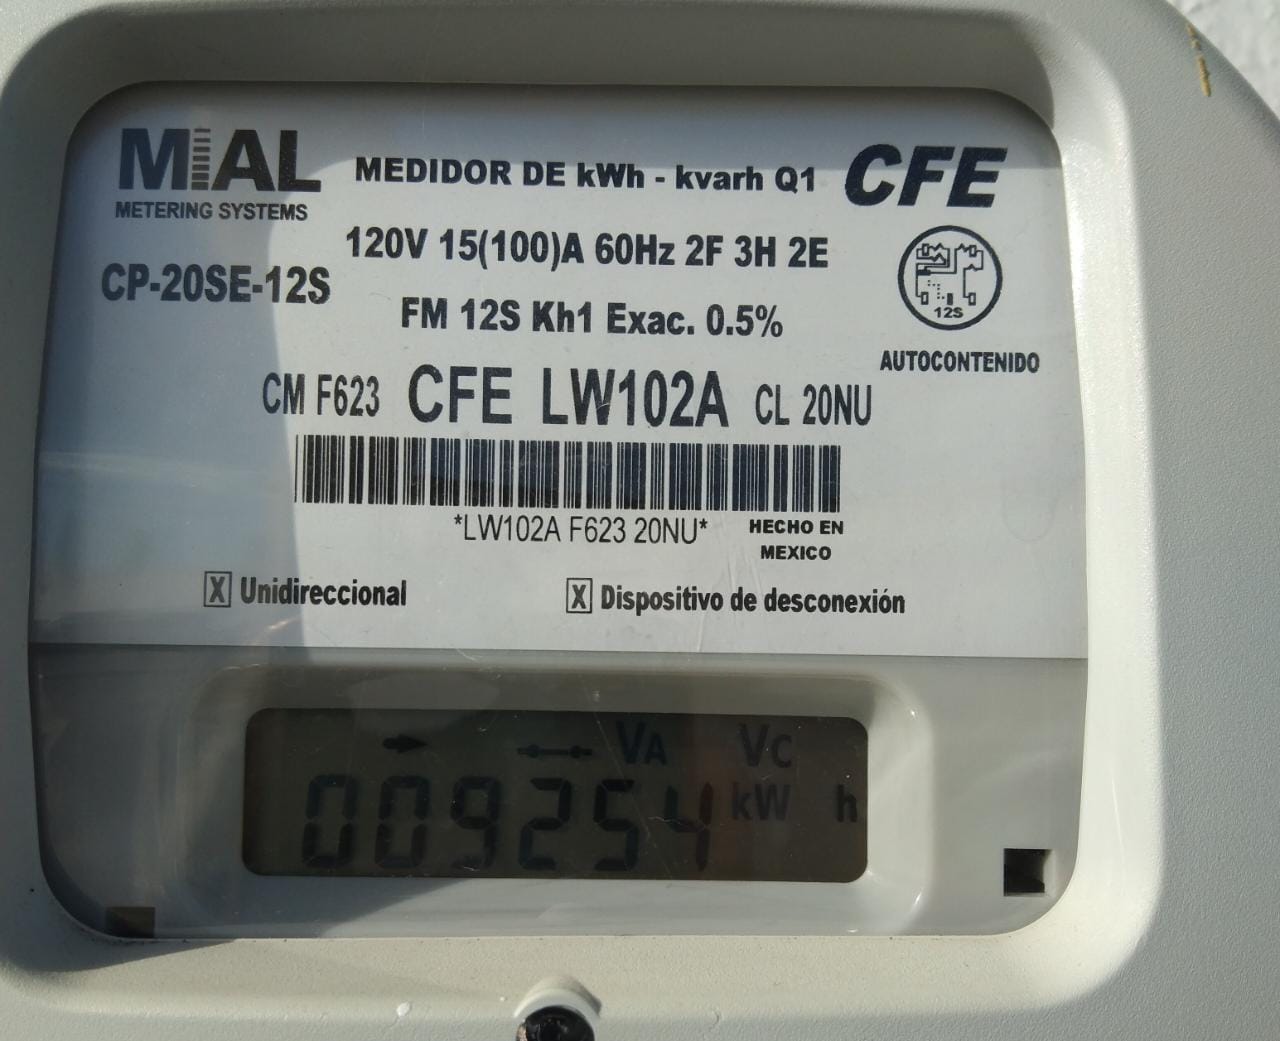 MIAL
METERING SYSTEMS
MEDIDOR DE kWh - kvarh Q1
CFE
CP-20SE-12S
120V 15(100)A 60Hz 2F 3H 2E
FM 12S Kh1 Exac. 0.5%
12S
AUTOCONTENIDO
CM F623 CFE LW102A CL 20NU
*LW102A F623 20NU*
HECHO EN
MEXICO
X Unidireccional
X Dispositivo de desconexión
VA VC
009254 kW h